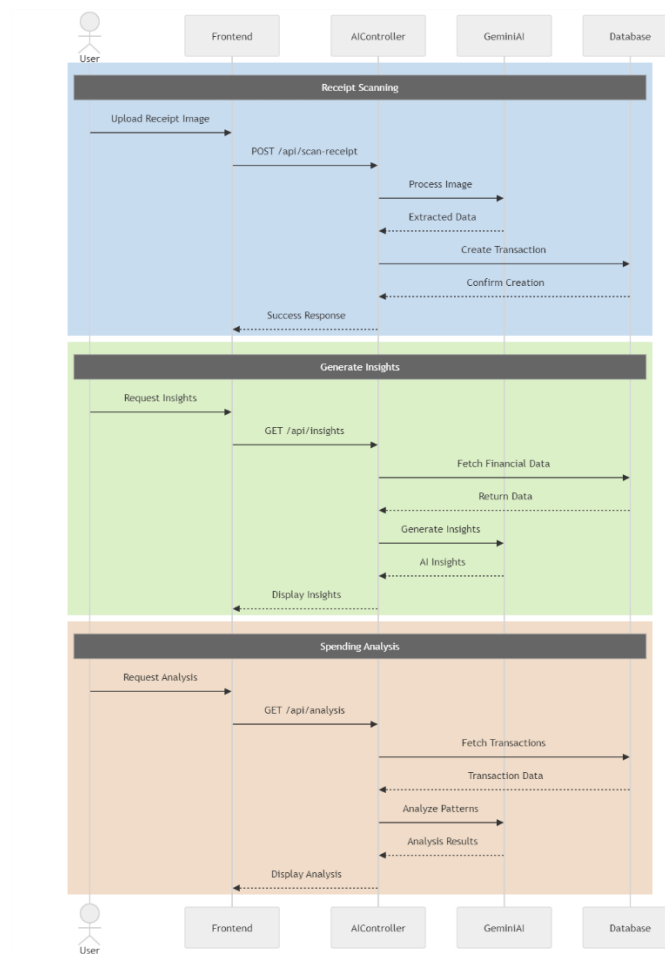 Frontend
AIController
GeminiAI
Database
User
Receipt Scanning
Upload Receipt Image
POST /api/scan-receipt
Process Image
Extracted Data
Create Transaction
Confirm Creation
Success Response
Generate Insights
Request Insights
GET /api/insights
Fetch Financial Data
Return Data
Generate Insights
AI Insights
Display Insights
Spending Analysis
Request Analysis
GET /api/analysis
Fetch Transactions
Transaction Data
Analyze Patterns
Analysis Results
Display Analysis
Frontend
AIController
GeminiAI
Database
User